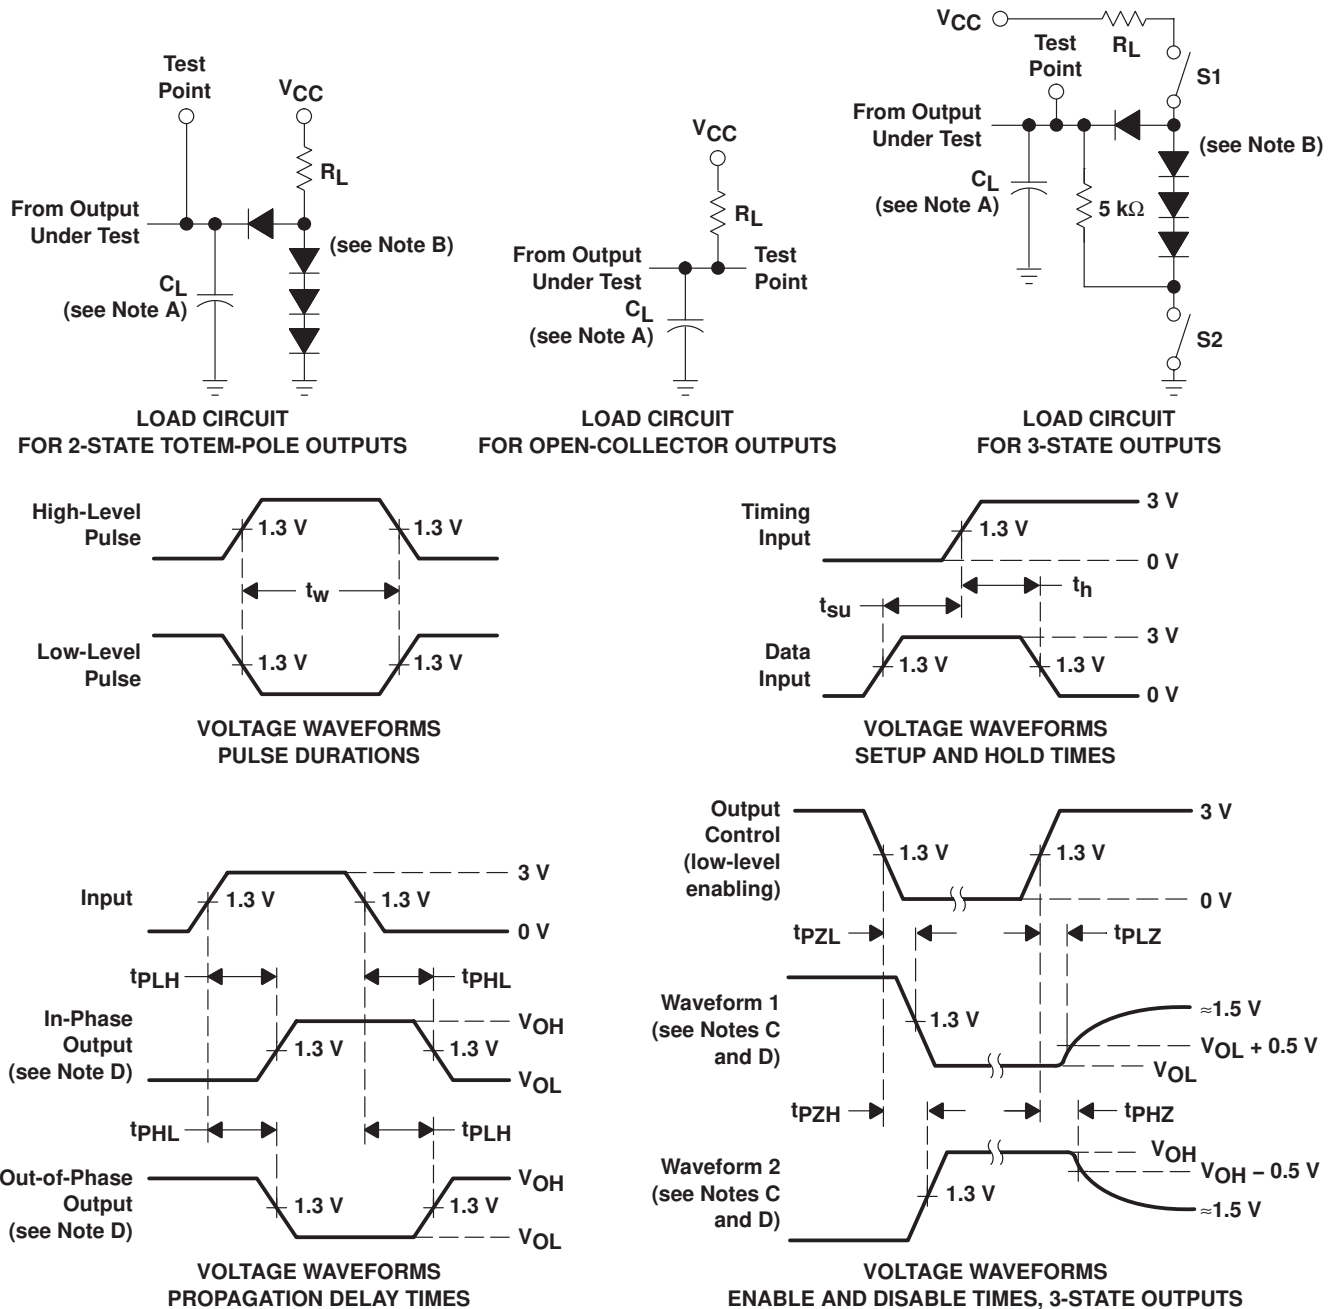 Test
Point
VCC
RL
From Output
Under Test
(see Note B)
CL
(see Note A)
LOAD CIRCUIT
FOR 2-STATE TOTEM-POLE OUTPUTS
VCC
RL
From Output
Under Test
Test
Point
CL
(see Note A)
LOAD CIRCUIT
FOR OPEN-COLLECTOR OUTPUTS
VCC
RL
Test
Point
S1
From Output
Under Test
(see Note B)
CL
(see Note A)
5 kΩ
S2
LOAD CIRCUIT
FOR 3-STATE OUTPUTS
High-Level
Pulse
1.3 V
1.3 V
tw
Low-Level
Pulse
1.3 V
1.3 V
VOLTAGE WAVEFORMS
PULSE DURATIONS
Timing
Input
1.3 V
3 V
0 V
th
tsu
Data
Input
1.3 V
1.3 V
3 V
0 V
VOLTAGE WAVEFORMS
SETUP AND HOLD TIMES
Input
1.3 V
1.3 V
3 V
0 V
tPLH
tPHL
In-Phase
Output
(see Note D)
1.3 V
1.3 V
VOH
VOL
tPHL
tPLH
Out-of-Phase
Output
(see Note D)
1.3 V
1.3 V
VOH
VOL
VOLTAGE WAVEFORMS
PROPAGATION DELAY TIMES
Output
Control
(low-level
enabling)
1.3 V
1.3 V
3 V
0 V
tPZL
tPLZ
Waveform 1
(see Notes C
and D)
1.3 V
≈1.5 V
VOL + 0.5 V
VOL
tPZH
tPHZ
Waveform 2
(see Notes C
and D)
1.3 V
VOH
VOH – 0.5 V
≈1.5 V
VOLTAGE WAVEFORMS
ENABLE AND DISABLE TIMES, 3-STATE OUTPUTS